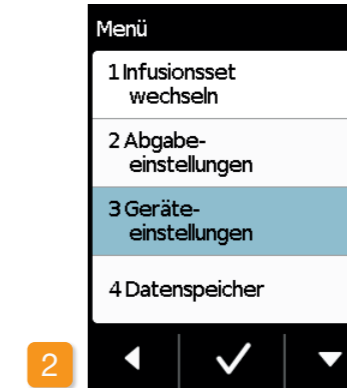 Menü
1 Infusionsset
wechseln
2 Abgabe-
einstellungen
3 Geräte-
einstellungen
4 Datenspeicher
2